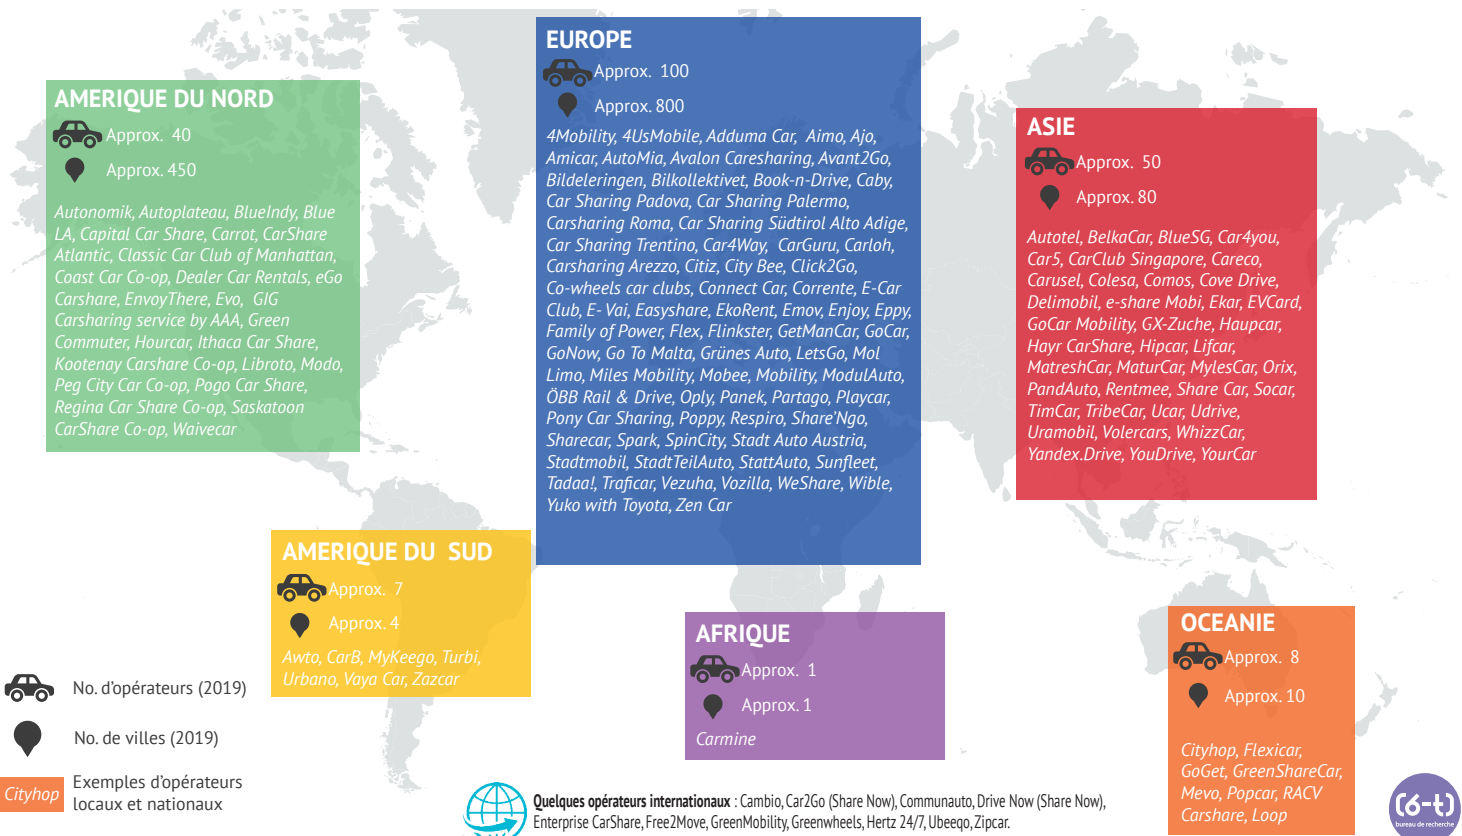 AMERIQUE DU NORD
Approx. 40
Approx. 450
Autonomik, Autoplateau, BlueIndy, Blue
LA, Capital Car Share, Carrot, CarShare
Atlantic, Classic Car Club of Manhattan,
Coast Car Co-op, Dealer Car Rentals, eGo
Carshare, EnvoyThere, Evo, GIG
Carsharing service by AAA, Green
Commuter, Hourcar, Ithaca Car Share,
Kootenay Carshare Co-op, Libroto, Modo,
Peg City Car Co-op, Pogo Car Share,
Regina Car Share Co-op, Saskatoon
CarShare Co-op, Waivecar
EUROPE
Approx. 100
Approx. 800
4Mobility, 4UsMobile, Adduma Car, Aimo, Ajo,
Amicar, AutoMia, Avalon Caresharing, Avant2Go,
Bildeleringen, Bilkollektivet, Book-n-Drive, Caby,
Car Sharing Padova, Car Sharing Palermo,
Carsharing Roma, Car Sharing Südtirol Alto Adige,
Car Sharing Trentino, Car4Way, CarGuru, Carloh,
Carsharing Arezzo, Citiz, City Bee, Click2Go,
Co-wheels car clubs, Connect Car, Corrente, E-Car
Club, E- Vai, Easyshare, EkoRent, Emov, Enjoy, Eppy,
Family of Power, Flex, Flinkster, GetManCar, GoCar,
GoNow, Go To Malta, Grünes Auto, LetsGo, Mol
Limo, Miles Mobility, Mobee, Mobility, ModulAuto,
ÖBB Rail & Drive, Oply, Panek, Partago, Playcar,
Pony Car Sharing, Poppy, Respiro, Share'Ngo,
Sharecar, Spark, SpinCity, Stadt Auto Austria,
Stadtmobil, StadtTeilAuto, StattAuto, Sunfleet,
Tadaa!, Traficar, Vezuha, Vozilla, WeShare, Wible,
Yuko with Toyota, Zen Car
ASIE
Approx. 50
Approx. 80
Autotel, BelkaCar, BlueSG, Car4you,
Car5, CarClub Singapore, Careco,
Carusel, Colesa, Comos, Cove Drive,
Delimobil, e-share Mobi, Ekar, EVCard,
GoCar Mobility, GX-Zuche, Haupcar,
Hayr CarShare, Hipcar, Lifcar,
MatreshCar, MaturCar, MylesCar, Orix,
PandAuto, Rentmee, Share Car, Socar,
TimCar, TribeCar, Ucar, Udrive,
Uramobil, Volercars, WhizzCar,
Yandex.Drive, YouDrive, YourCar
AMERIQUE DU SUD
Approx. 7
Approx. 4
Awto, CarB, MyKeego, Turbi,
Urbano, Vaya Car, Zazcar
AFRIQUE
Approx. 1
Approx. 1
Carmine
OCEANIE
Approx. 8
Approx. 10
Cityhop, Flexicar,
GoGet, GreenShareCar,
Mevo, Popcar, RACV
Carshare, Loop
No. d'opérateurs (2019)
No. de villes (2019)
Cityhop
Exemples d'opérateurs
locaux et nationaux
Quelques opérateurs internationaux : Cambio, Car2Go (Share Now), Communauto, Drive Now (Share Now),
Enterprise CarShare, Free2Move, GreenMobility, Greenwheels, Hertz 24/7, Ubeeqo, Zipcar.
(6-t)
bureau de recherche